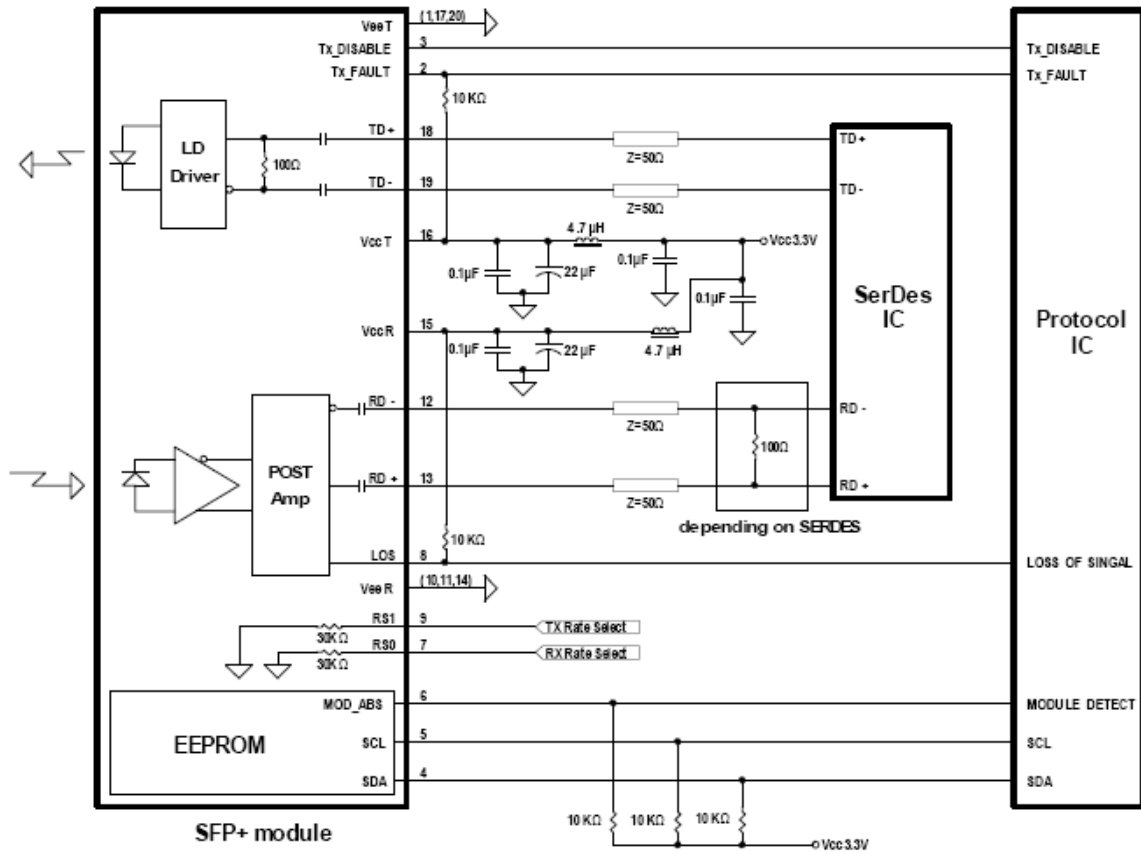 VeeT
(1,17,20)
Tx_DISABLE
3
Tx_DISABLE
Tx_FAULT
2
Tx_FAULT
10 KΩ
LD
Driver
100Ω
TD+
18
Z=50Ω
TD+
TD -
19
Z=50Ω
TD -
VccT
16
4.7 µH
Vcc3.3V
0.1µF
22 µF
0.1µF
0.1µF
SerDes
IC
Protocol
IC
VccR
15
0.1µF
22 µF
4.7 µH
RD -
12
Z=50Ω
RD -
100Ω
POST
Amp
RD +
13
Z=50Ω
RD +
depending on SERDES
10 KΩ
LOS
8
LOSS OF SINGAL
VeeR
(10,11,14)
RS1
9
TX Rate Select
30KΩ
RS0
7
RX Rate Select
30KΩ
MOD_ABS
6
MODULE DETECT
EEPROM
SCL
5
SCL
SDA
4
SDA
10 KΩ
10 KΩ
10 KΩ
Vcc3.3V
SFP+ module